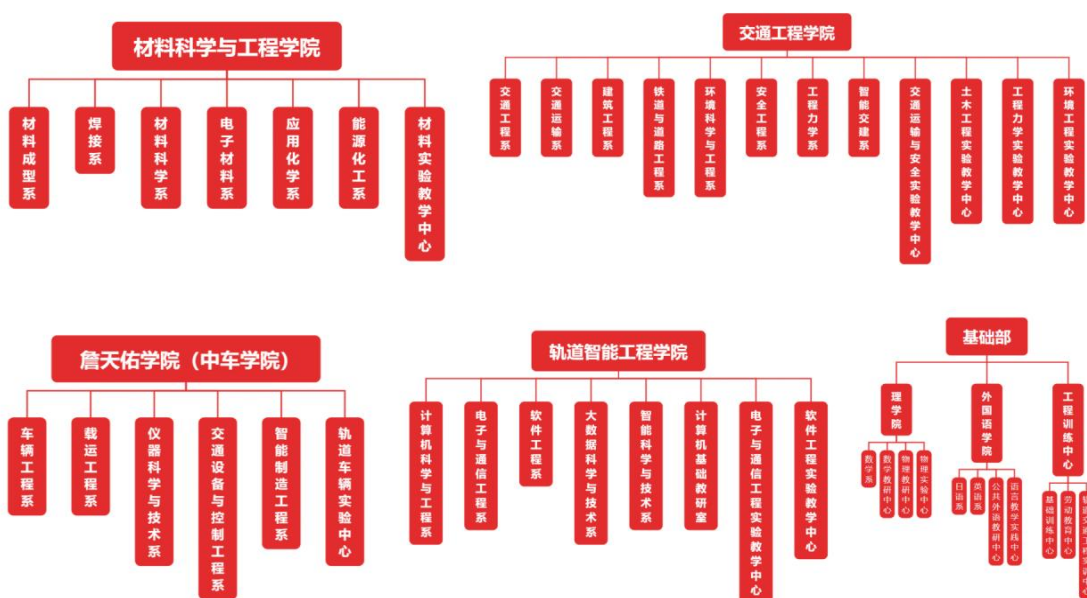 材料科学与工程学院
材料成型系
焊接系
材料科学系
电子材料系
应用化学系
能源化工系
材料实验教学中心
交通工程学院
交通工程系
交通运输系
建筑工程系
铁道与道路工程系
环境科学与工程系
安全工程系
工程力学系
智能交建系
交通运输与安全实验教学中心
土木工程实验教学中心
工程力学实验教学中心
环境工程实验教学中心
詹天佑学院（中车学院）
车辆工程系
载运工程系
仪器科学与技术系
交通设备与控制工程系
智能制造工程系
轨道车辆实验中心
轨道智能工程学院
计算机科学与工程系
电子与通信工程系
软件工程系
大数据科学与技术系
智能科学与技术系
计算机基础教研室
电子与通信工程实验教学中心
软件工程实验教学中心
基础部
理学院
数学系
数学教研中心
物理教研中心
物理实验中心
外国语学院
日语系
英语系
公共外语教研中心
语言教学实践中心
工程训练中心
基础训练中心
劳动教育中心